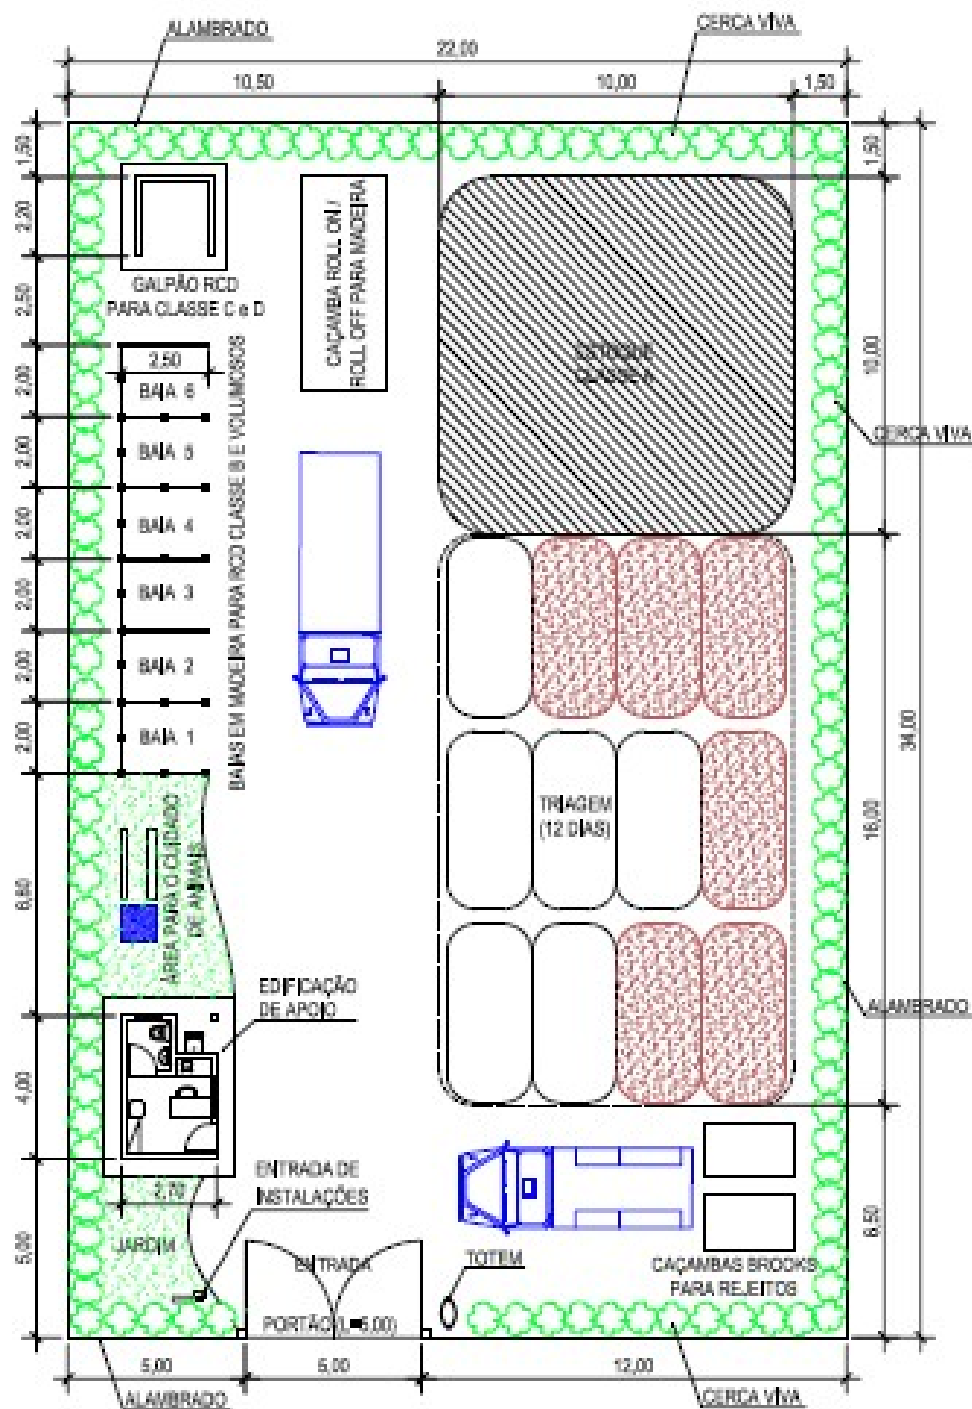 ALAMBRADO
CERCA VIVA
22,00
10,50
10,00
1,50
1,50
2,20
2,50
2,00
2,00
2,00
2,00
2,00
2,00
6,80
4,00
5,00
GALPÃO RCD
PARA CLASSE C e D
CAÇAMBA ROLL ON /
ROLL OFF PARA MADEIRA
ESTOQUE
CLASSE A
1,50
10,00
CERCA VIVA
34,00
16,00
ALAMBRADO
6,50
2,50
BAIA 6
BAIA 5
BAIA 4
BAIA 3
BAIA 2
BAIA 1
BAIAS EM MADEIRA PARA RCD CLASSE B E VOLUMOSOS
TRIAGEM
(12 DIAS)
ÁREA PARA O CUIDADO
DE ANIMAIS
EDIFICAÇÃO
DE APOIO
2,70
ENTRADA DE
INSTALAÇÕES
JARDIM
ENTRADA
PORTÃO (L=5,00)
TOTEM
CAÇAMBAS BROOKS
PARA REJEITOS
5,00
5,00
12,00
ALAMBRADO
CERCA VIVA